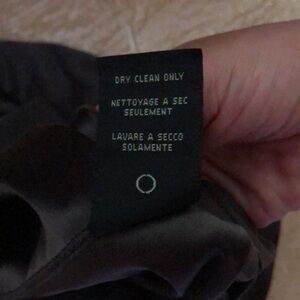 DRY CLEAN ONLY
NETTOYAGE A SEC
SEULEMENT
LAVARE A SECCO
SOLAMENTE